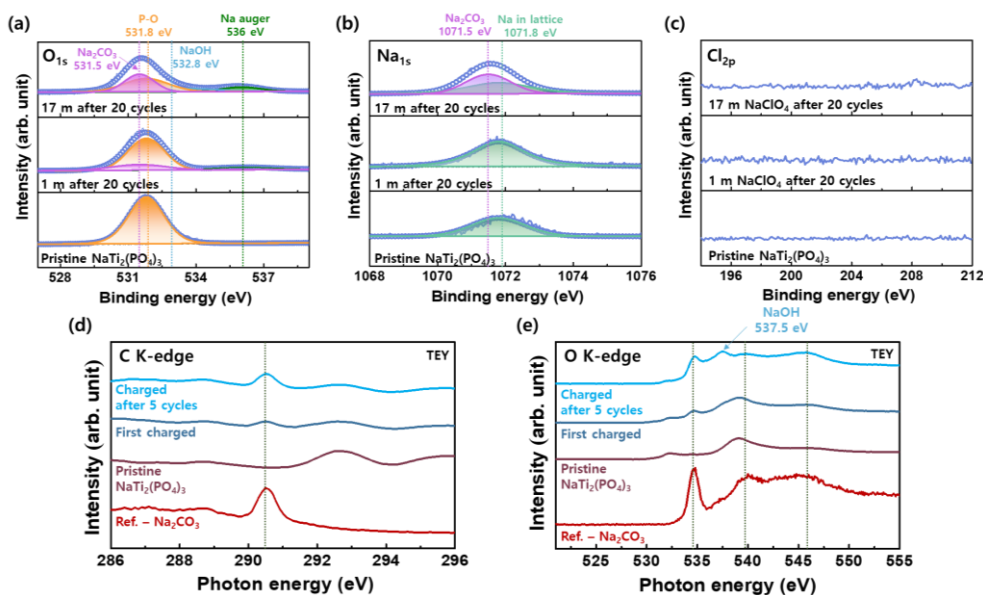 (a)
P-O
531.8 eV
Na auger
536 eV
O1s
Na₂CO₃
531.5 eV
NaOH
532.8 eV
17 m after 20 cycles
1 m after 20 cycles
Pristine NaTi₂(PO₄)₃
Intensity (arb. unit)
528 531 534 537
Binding energy (eV)
(b)
Na₂CO₃
1071.5 eV
Na in lattice
1071.8 eV
Na1s
17 m after 20 cycles
1 m after 20 cycles
Pristine NaTi₂(PO₄)₃
Intensity (arb. unit)
1068 1070 1072 1074 1076
Binding energy (eV)
(c)
Cl2p
17 m NaClO₄ after 20 cycles
1 m NaClO₄ after 20 cycles
Pristine NaTi₂(PO₄)₃
Intensity (arb. unit)
196 200 204 208 212
Binding energy (eV)
(d)
C K-edge
TEY
Charged
after 5 cycles
First charged
Pristine
NaTi₂(PO₄)₃
Ref. – Na₂CO₃
Intensity (arb. unit)
286 288 290 292 294 296
Photon energy (eV)
(e)
NaOH
537.5 eV
O K-edge
TEY
Charged
after 5 cycles
First charged
Pristine
NaTi₂(PO₄)₃
Ref. – Na₂CO₃
Intensity (arb. unit)
525 530 535 540 545 550 555
Photon energy (eV)